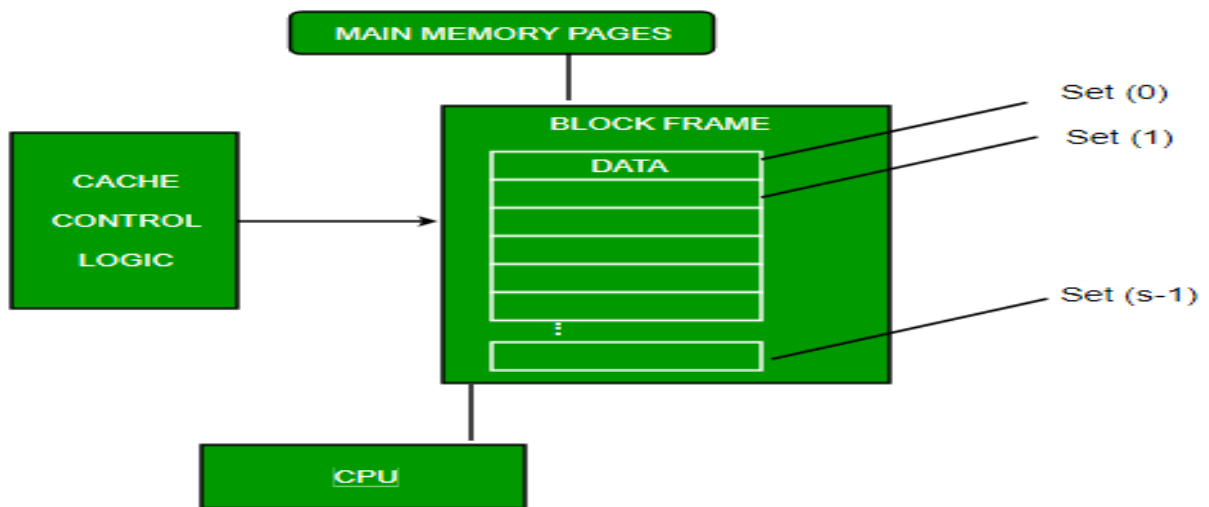 MAIN MEMORY PAGES
Set (0)
BLOCK FRAME
Set (1)
DATA
CACHE
CONTROL
LOGIC
Set (s-1)
CPU